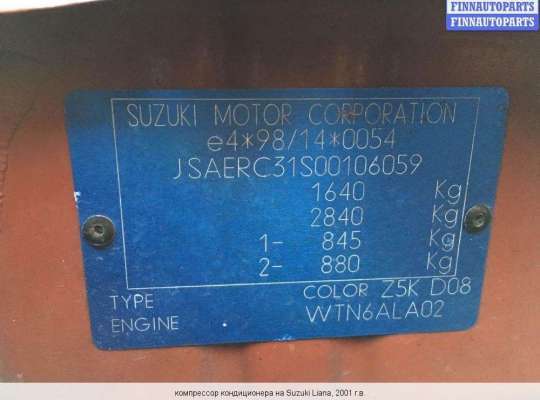 FINNAUTOPARTS
FINNAUTOPARTS
SUZUKI MOTOR CORPORATION
e4*98/14*0054
JSAERC31S00106059
1640 Kg
2840 Kg
1- 845 Kg
2- 880 Kg
COLOR Z5K D08
TYPE WTN6ALA02
ENGINE
компрессор кондиционера на Suzuki Liana, 2001 г.в.